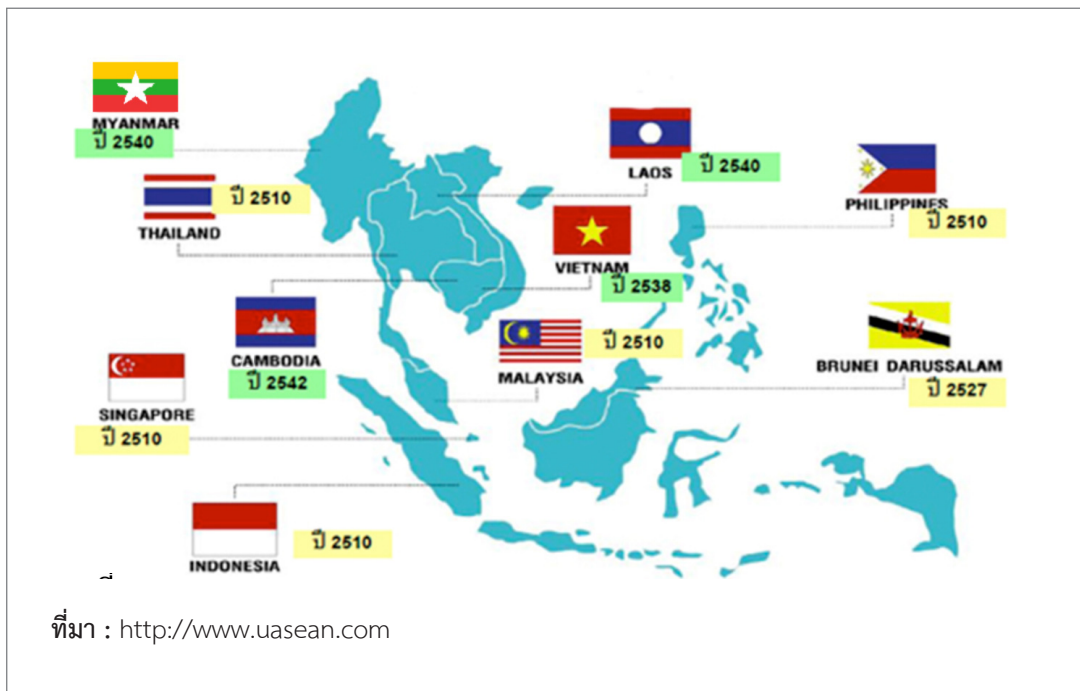 MYANMAR
ปี 2540
LAOS
ปี 2540
PHILIPPINES
ปี 2510
ปี 2510
THAILAND
VIETNAM
ปี 2538
CAMBODIA
ปี 2542
ปี 2510
MALAYSIA
BRUNEI DARUSSALAM
ปี 2527
SINGAPORE
ปี 2510
ปี 2510
INDONESIA
ที่มา : http://www.uasean.com